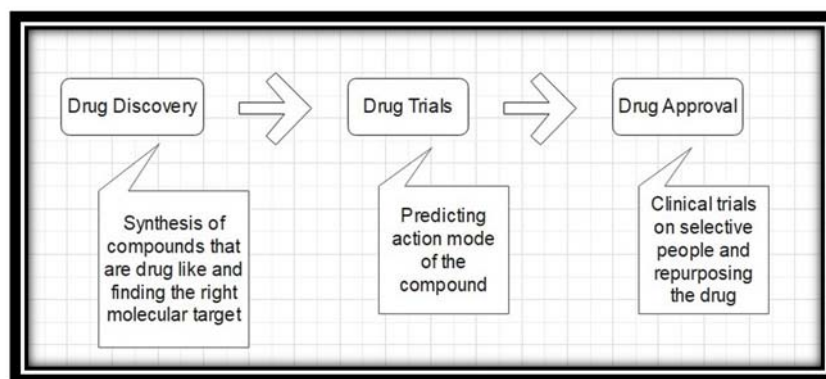 Drug Discovery
Drug Trials
Drug Approval
Synthesis of
compounds that
are drug like and
finding the right
molecular target
Predicting
action mode
of the
compound
Clinical trials
on selective
people and
repurposing
the drug